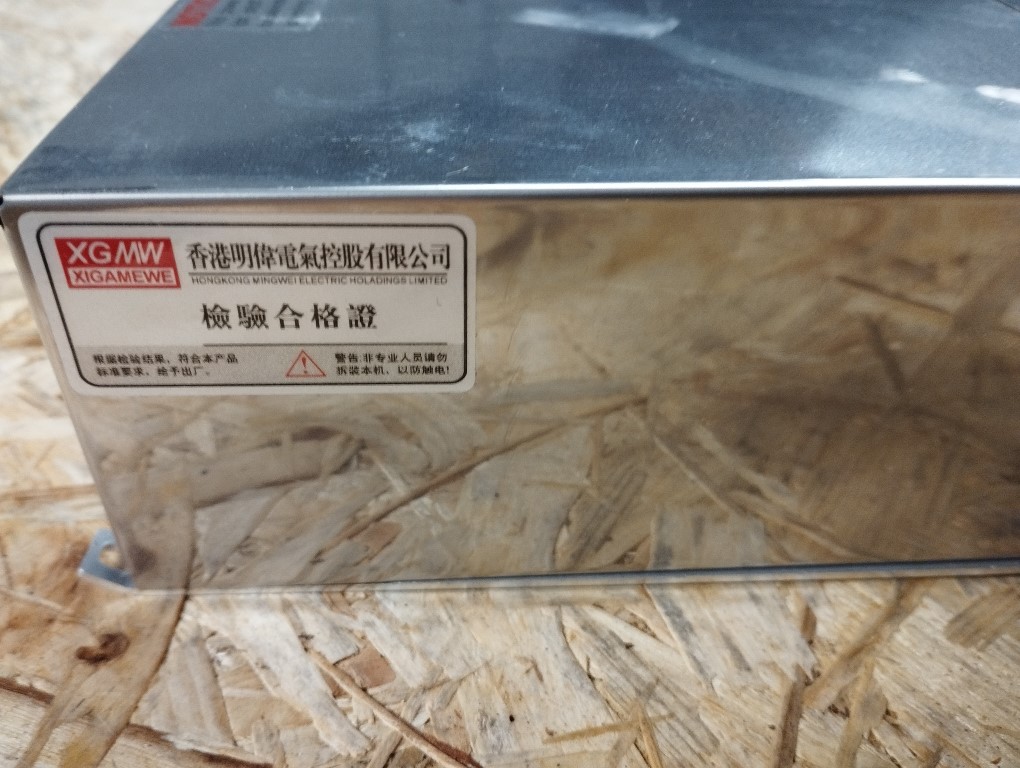 XGMW
XIGAMEWE
香港明偉電氣控股有限公司
HONGKONG MINGWEI ELECTRIC HOLADINGS LIMITED
檢驗合格證
根据检验结果、符合本产品
标准要求、给予出厂。
警告:非专业人员请勿
拆装本机，以防触电!